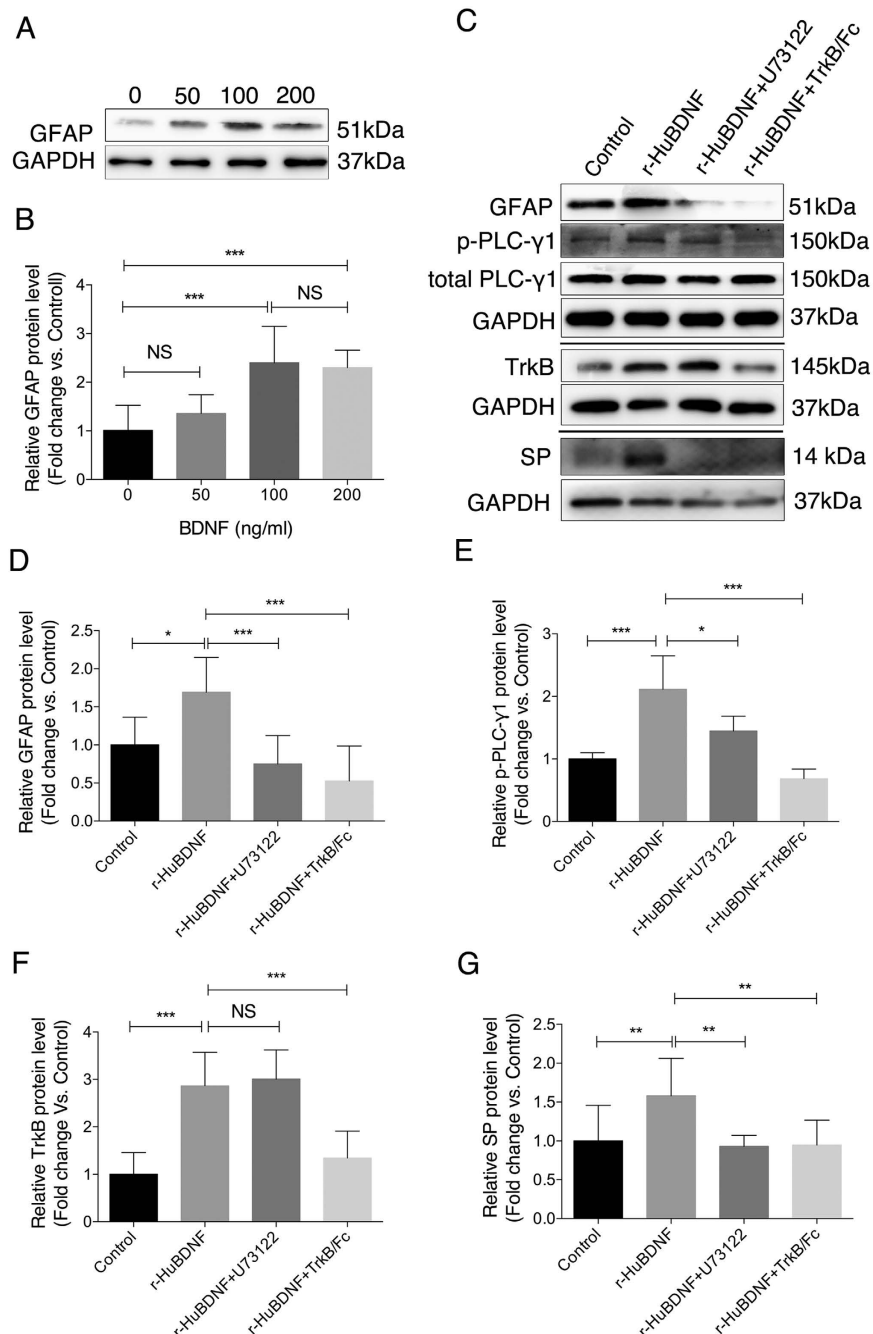 A
0 50 100 200
GFAP 51kDa
GAPDH 37kDa
B
Relative GFAP protein level
(Fold change vs. Controll)
4
3
2
1
0
***
***
NS
NS
0 50 100 200
BDNF (ng/ml)
C
Control
r-HuBDNF
r-HuBDNF+U73122
r-HuBDNF+TrkB/Fc
GFAP 51kDa
p-PLC-γ1 150kDa
total PLC-γ1 150kDa
GAPDH 37kDa
TrkB 145kDa
GAPDH 37kDa
SP 14 kDa
GAPDH 37kDa
D
Relative GFAP protein level
(Fold change vs. Control)
2.5
2.0
1.5
1.0
0.5
0.0
***
* ***
Control
r-HuBDNF
r-HuBDNF+U73122
r-HuBDNF+TrkB/Fc
E
Relative p-PLC-γ1 protein level
(Fold change vs. Control)
3
2
1
0
***
*** *
Control
r-HuBDNF
r-HuBDNF+U73122
r-HuBDNF+TrkB/Fc
F
Relative TrkB protein level
(Fold change Vs. Control)
4
3
2
1
0
***
*** NS
Control
r-HuBDNF
r-HuBDNF+U73122
r-HuBDNF+TrkB/Fc
G
Relative SP protein level
(Fold change vs. Control)
2.5
2.0
1.5
1.0
0.5
0.0
**
** **
Control
r-HuBDNF
r-HuBDNF+U73122
r-HuBDNF+TrkB/Fc